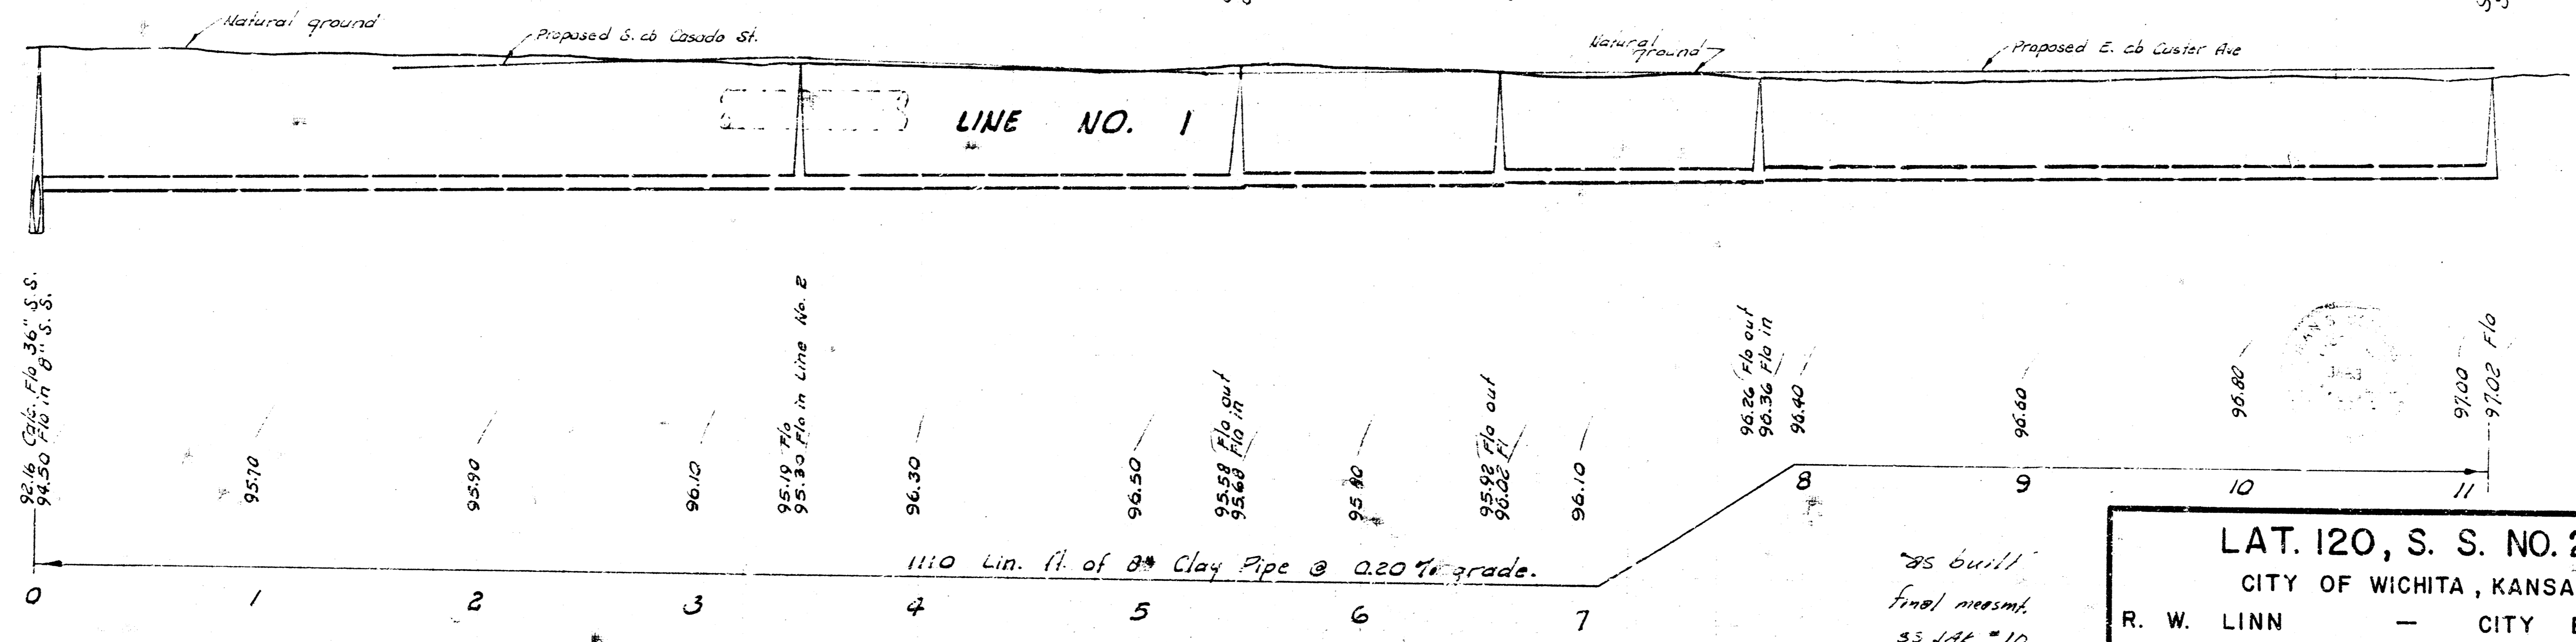 Natural ground
Proposed S. cb Casado St.
Natural ground
Proposed E. cb Custer Ave
LINE NO. 1
92.16 Calc. Flo 36" S.S.
94.50 Flo in 8" S.S.
95.70
95.90
96.10
95.19 Flo
95.30 Flo in Line No. 2
96.30
96.50
95.58 Flo out
95.68 Flo in
95.80
95.92 Flo out
96.02 Fl
96.10
96.26 Flo out
96.36 Flo in
96.40
96.60
96.80
97.00
97.02 Flo
1110 Lin. ft. of 8" Clay Pipe @ 0.20 % grade.
0 1 2 3 4 5 6 7 8 9 10 11
"as built"
final meesmt.
LAT. 120, S. S. NO. 2
CITY OF WICHITA, KANSA
R. W. LINN — CITY